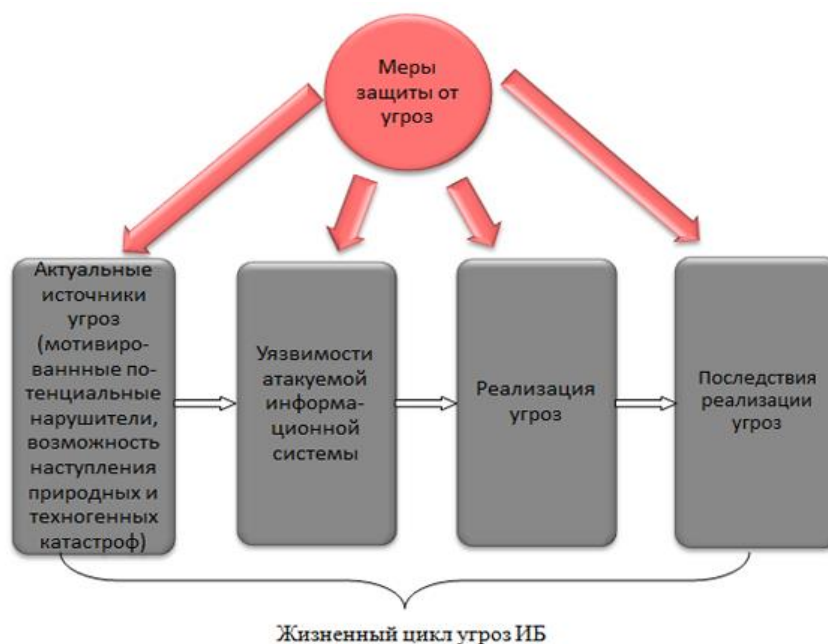 Меры
защиты от
угроз
Актуальные
источники
угроз
(мотивиро-
ваннные по-
тенциальные
нарушители,
возможность
наступления
природных и
техногенных
катастроф)
Уязвимости
атакуемой
информа-
ционной
системы
Реализация
угроз
Последствия
реализации
угроз
Жизненный цикл угроз ИБ